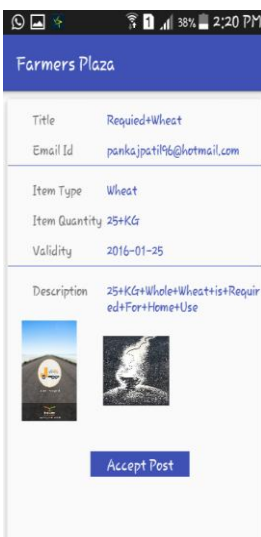 1 38% 2:20 PM
Farmers Plaza
Title Requied+Wheat
Email Id pankajpatil96@hotmail.com
Item Type Wheat
Item Quantity 25+KG
Validity 2016-01-25
Description 25+KG+Whole+Wheat+is+Requir
ed+For+Home+Use
Accept Post